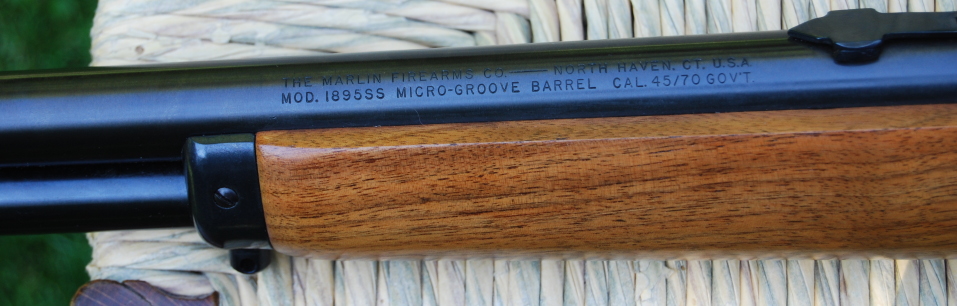 THE MARLIN FIREARMS CO.—— NORTH HAVEN, CT. U.S.A.
MOD. 1895SS MICRO-GROOVE BARREL CAL. 45/70 GOV'T.